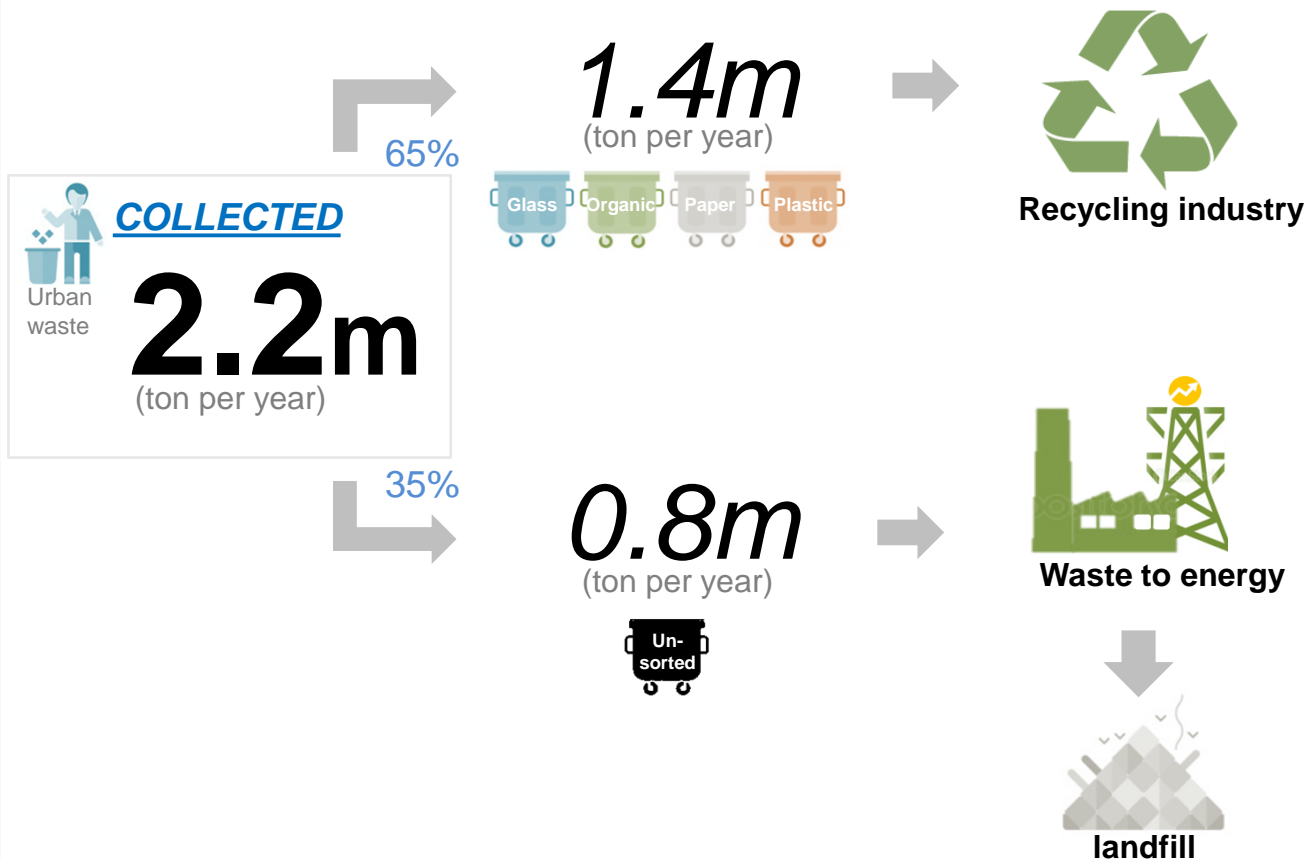 1.4m
(ton per year)
65%
Glass
Organic
Paper
Plastic
Recycling industry
COLLECTED
Urban
waste
2.2m
(ton per year)
35%
0.8m
(ton per year)
Un-
sorted
Waste to energy
landfill